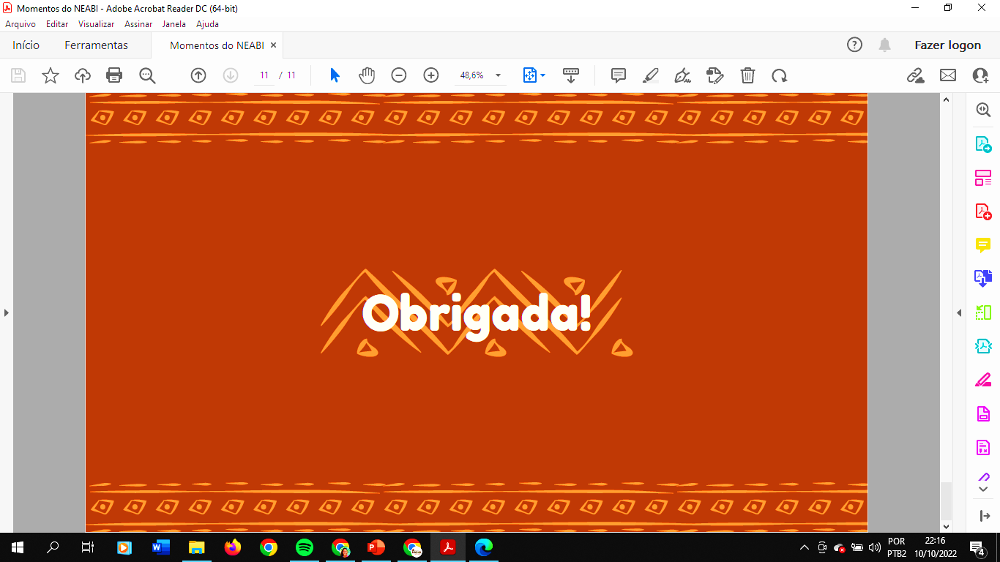 Momentos do NEABI - Adobe Acrobat Reader DC (64-bit)
Arquivo Editar Visualizar Assinar Janela Ajuda
Início Ferramentas Momentos do NEABI × Fazer logon
11 / 11 48,6%
Obrigada!
POR 22:16
PTB2 10/10/2022 4